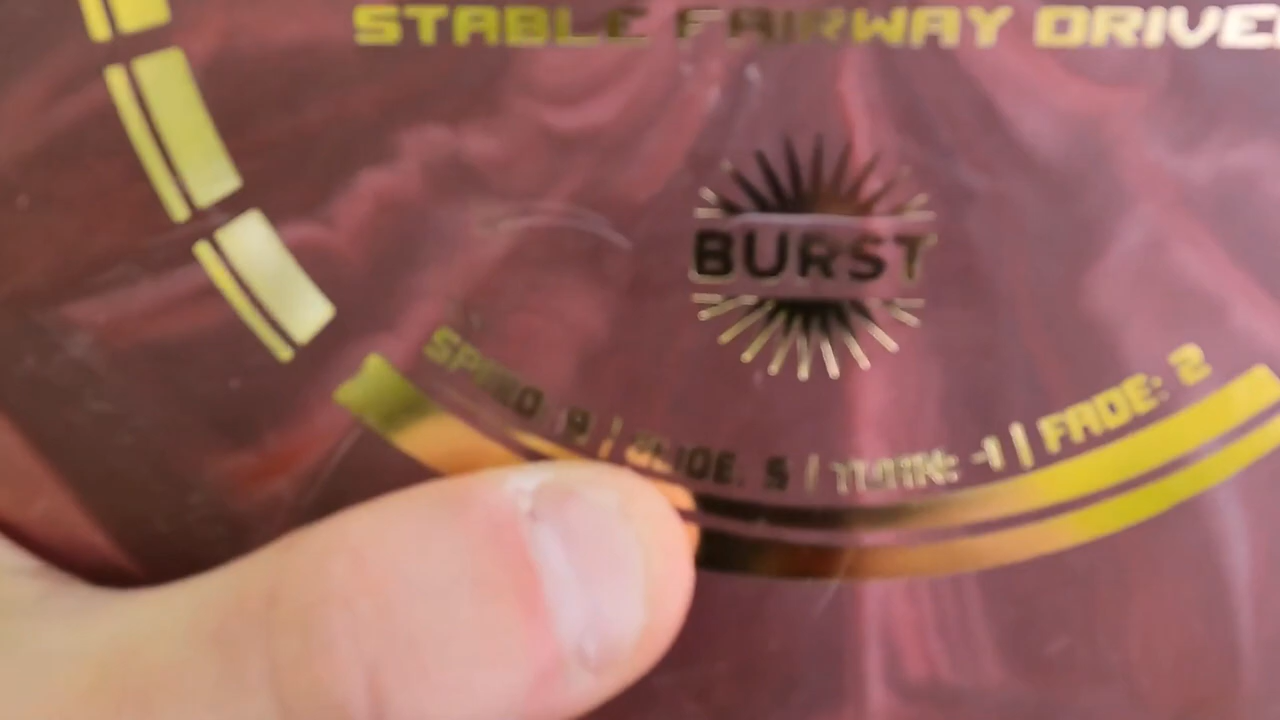 STABLE FAIRWAY DRIVER
BURST
SPEED: 9 | GLIDE: 5 | TURN: -1 | FADE: 2